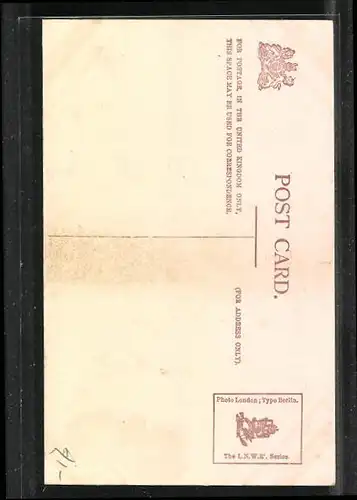 POST CARD.
FOR POSTAGE, IN THE UNITED KINGDOM ONLY,
THIS SPACE MAY BE USED FOR CORRESPONDENCE.
(FOR ADDRESS ONLY).
Photo London; Type Berlin.
The L.N.W.R. Series.